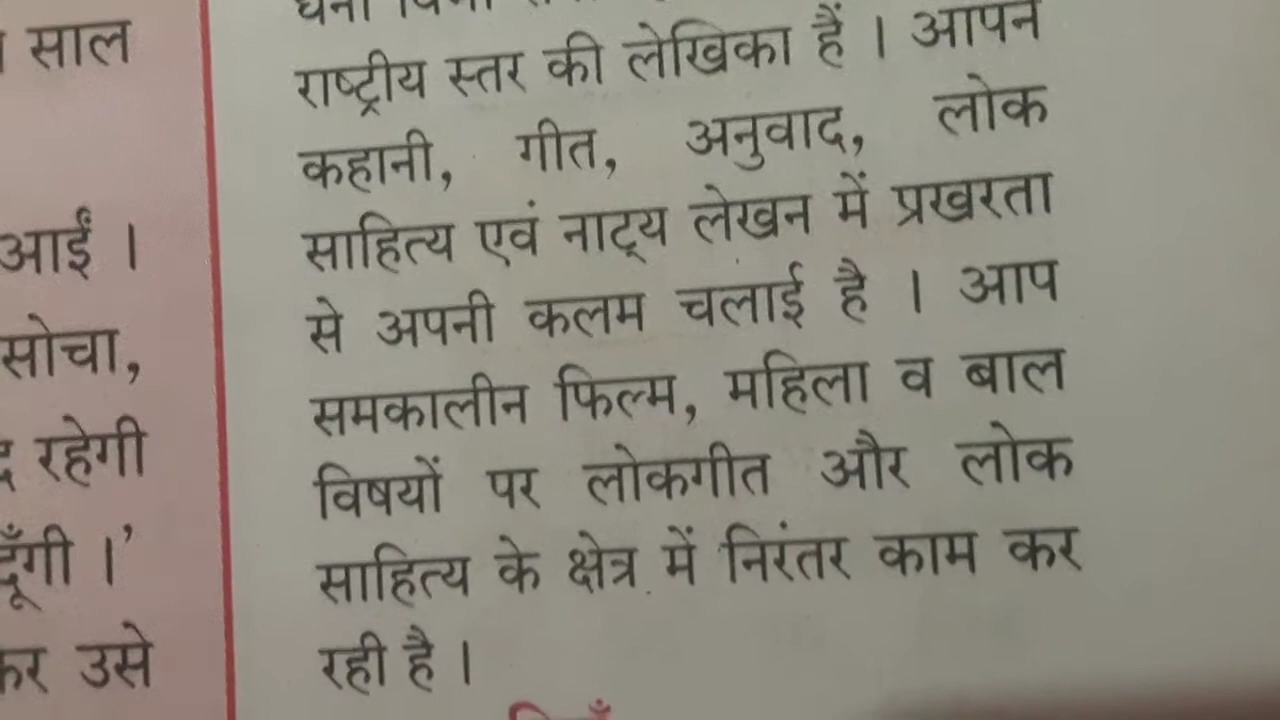 साल
आईं ।
सोचा,
रहेगी
उसे
राष्ट्रीय स्तर की लेखिका हैं । आपने
कहानी, गीत, अनुवाद, लोक
साहित्य एवं नाट्य लेखन में प्रखरता
से अपनी कलम चलाई है । आप
समकालीन फिल्म, महिला व बाल
विषयों पर लोकगीत और लोक
साहित्य के क्षेत्र में निरंतर काम कर
रही है ।